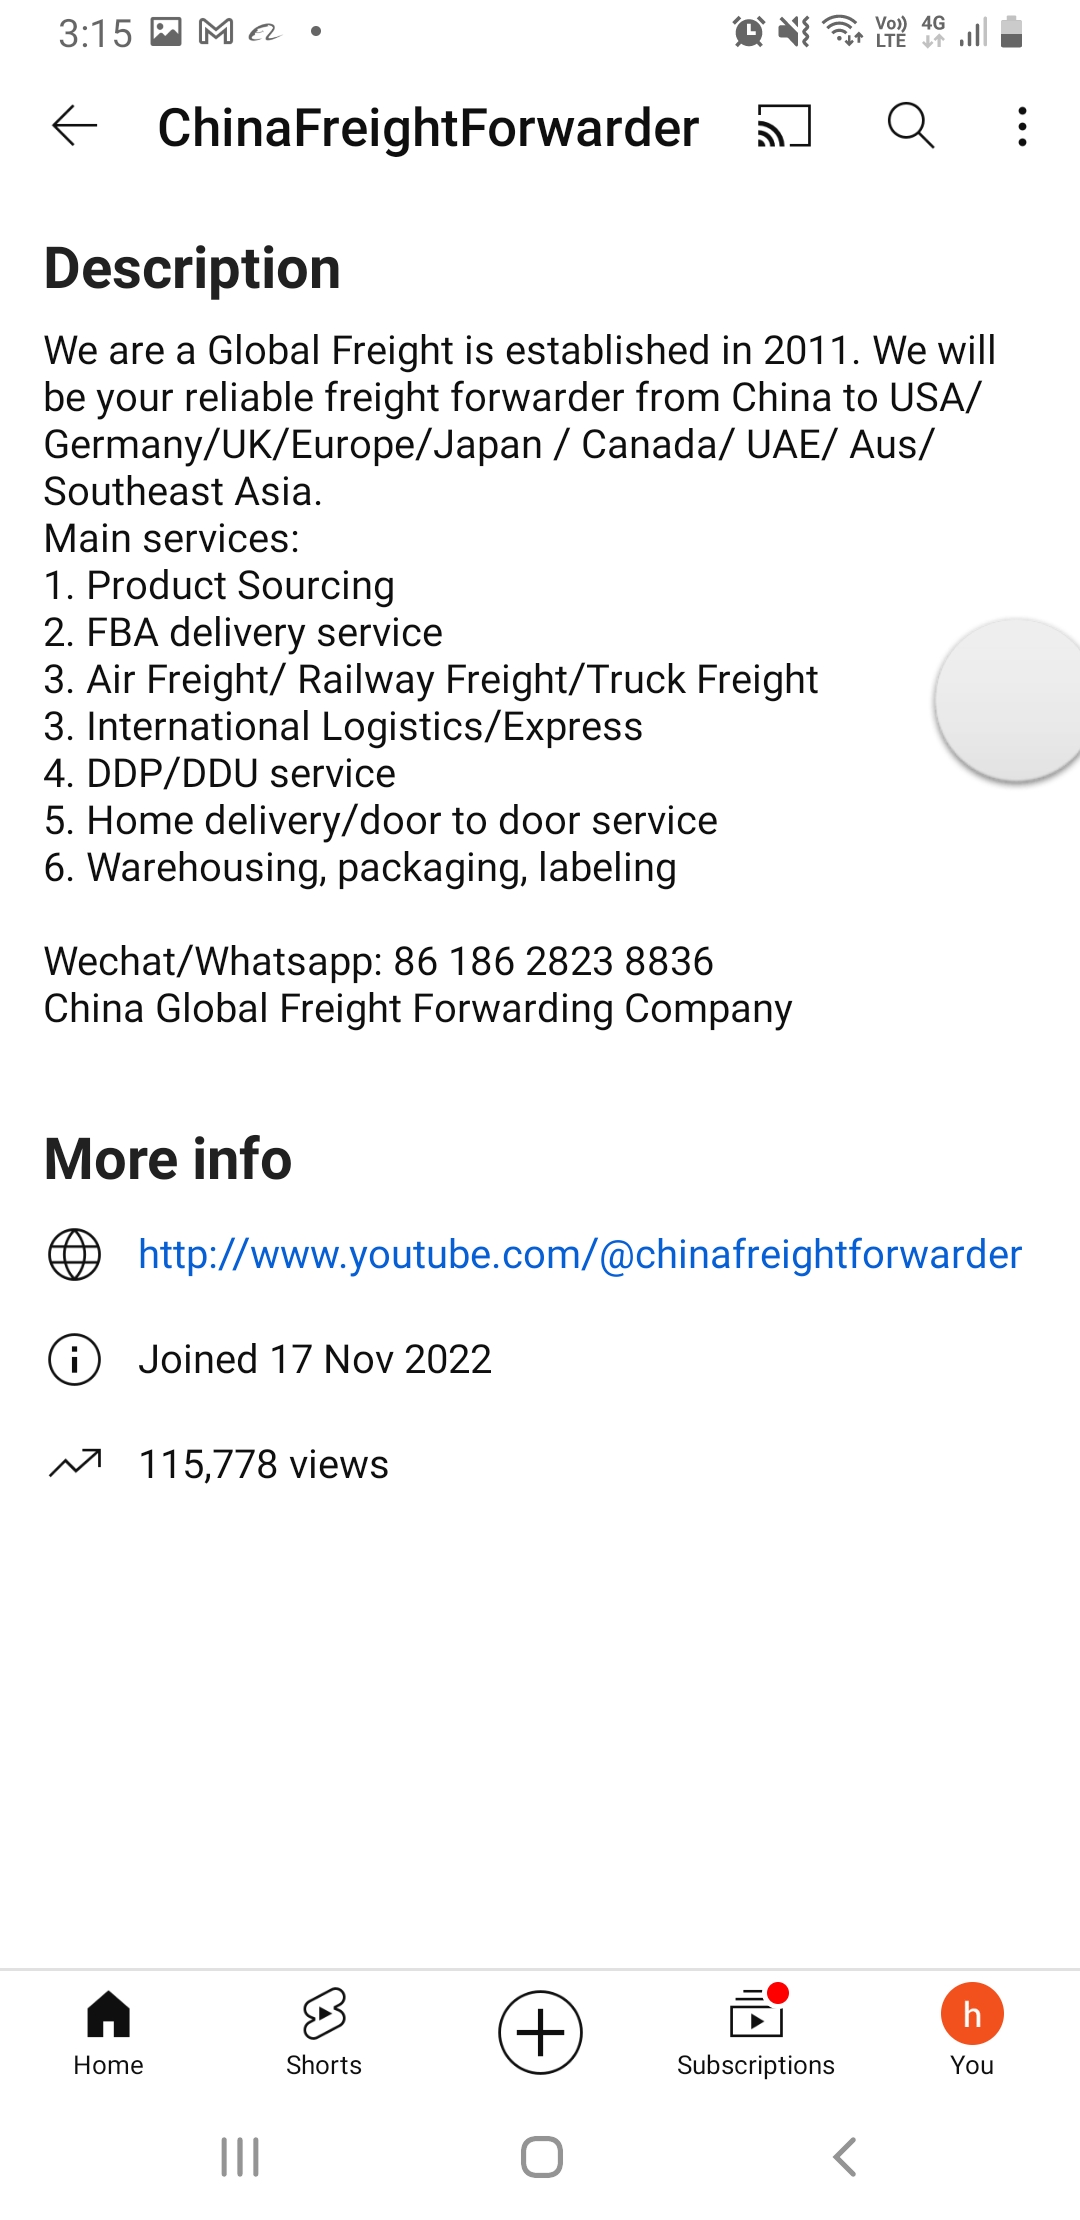 3:15
Vo)) LTE 4G
ChinaFreightForwarder
Description
We are a Global Freight is established in 2011. We will
be your reliable freight forwarder from China to USA/
Germany/UK/Europe/Japan / Canada/ UAE/ Aus/
Southeast Asia.
Main services:
1. Product Sourcing
2. FBA delivery service
3. Air Freight/ Railway Freight/Truck Freight
3. International Logistics/Express
4. DDP/DDU service
5. Home delivery/door to door service
6. Warehousing, packaging, labeling
Wechat/Whatsapp: 86 186 2823 8836
China Global Freight Forwarding Company
More info
http://www.youtube.com/@chinafreightforwarder
Joined 17 Nov 2022
115,778 views
h
Home Shorts Subscriptions You